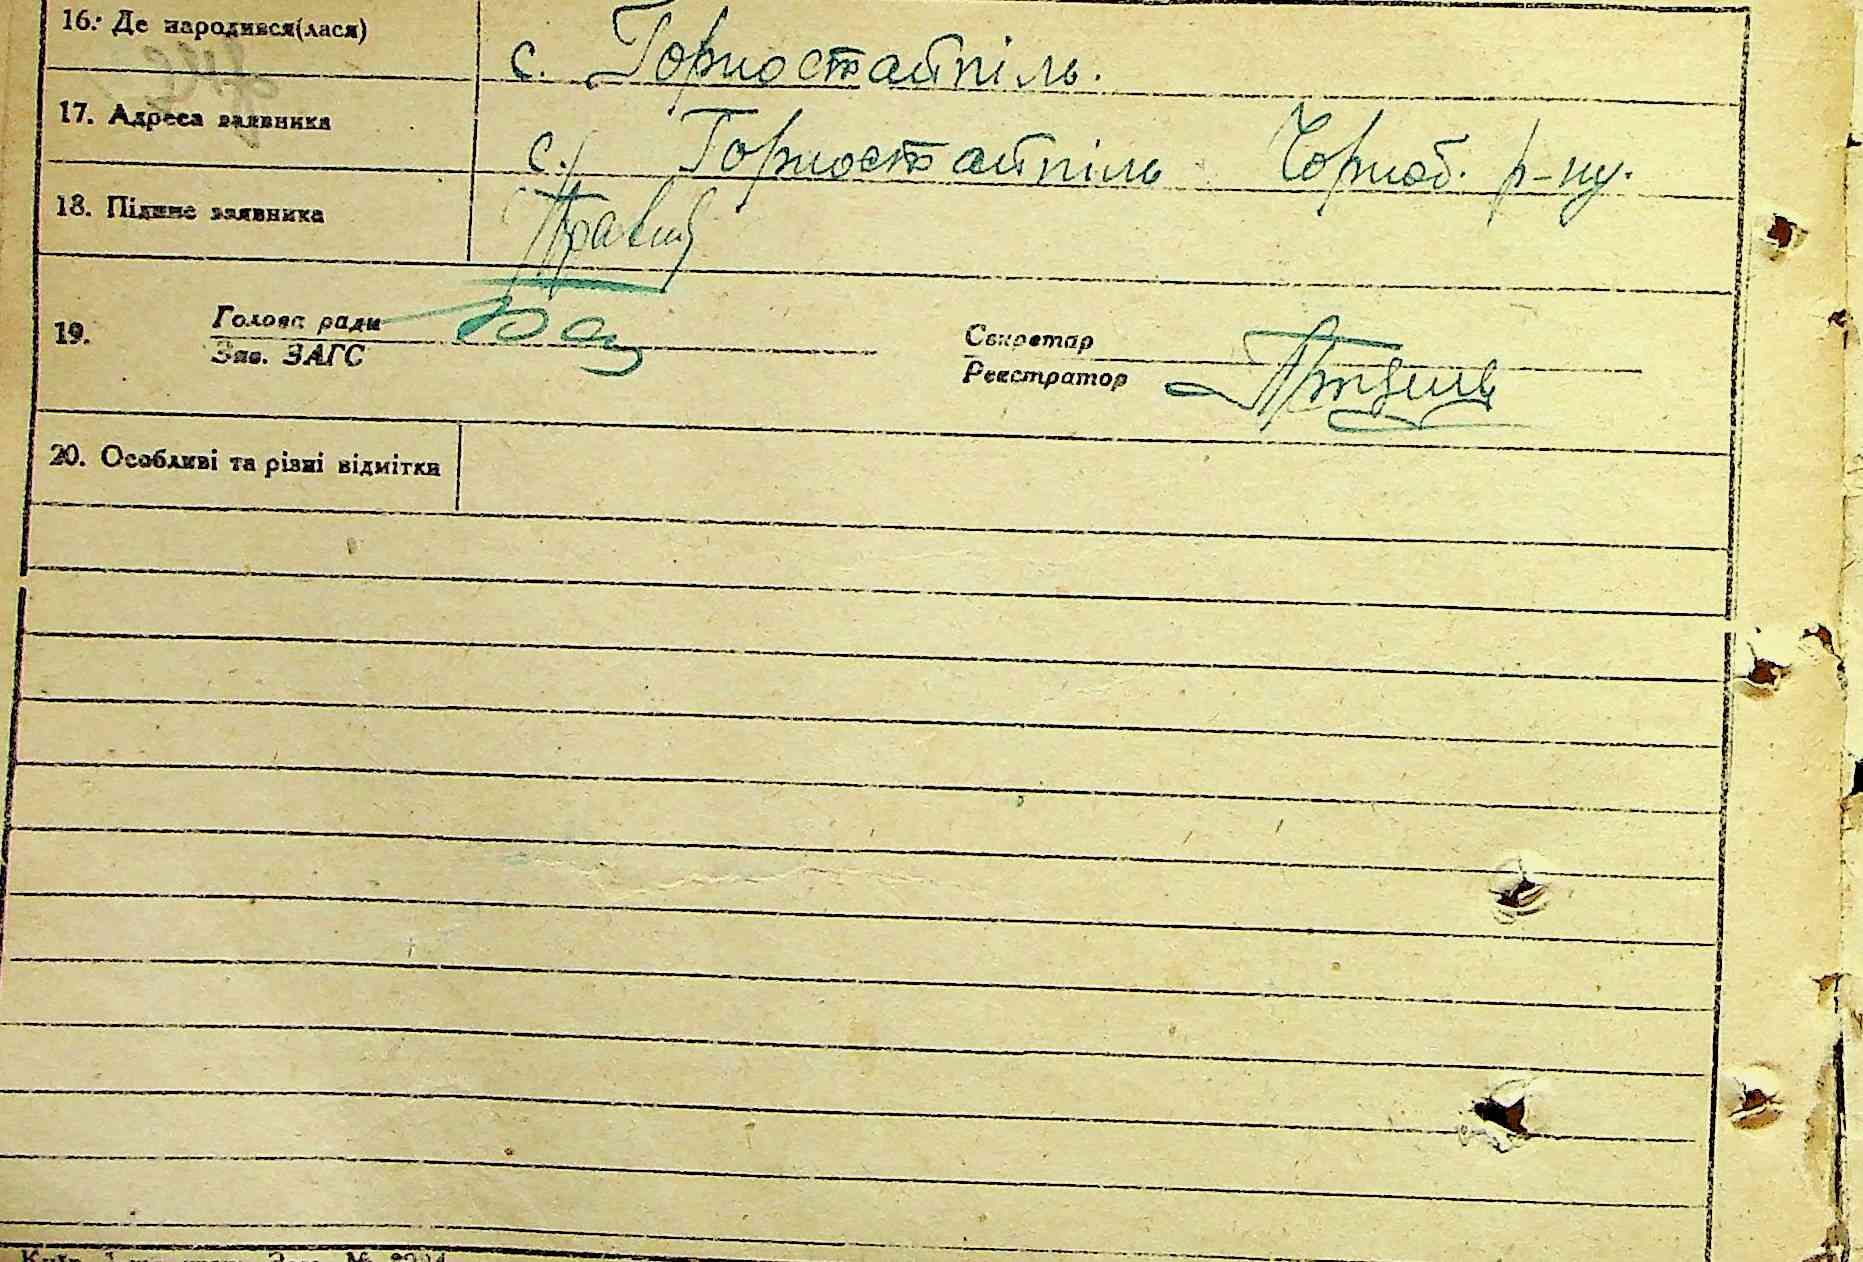 16. Де народився(лася) с. Горностайпіль.
17. Адреса заявника с. Горностайпіль Чорноб. р-ну.
18. Підпис заявника
19. Голова ради Секретар
Зав. ЗАГС Реєстратор
20. Особливі та різні відмітки